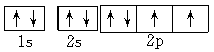 ↑↓ ↑↓ ↑↓ ↑ ↑
1s 2s 2p